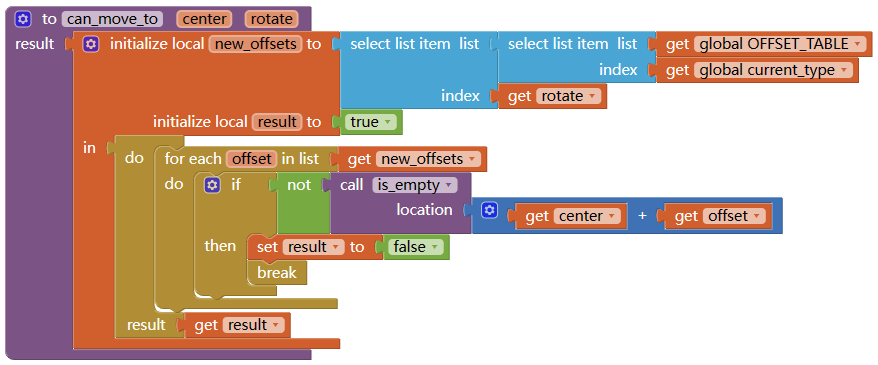 to can_move_to center rotate
result initialize local new_offsets to select list item list select list item list get global OFFSET_TABLE
index get global current_type
index get rotate
initialize local result to true
in do for each offset in list get new_offsets
do if not call is_empty
location get center + get offset
then set result to false
break
result get result